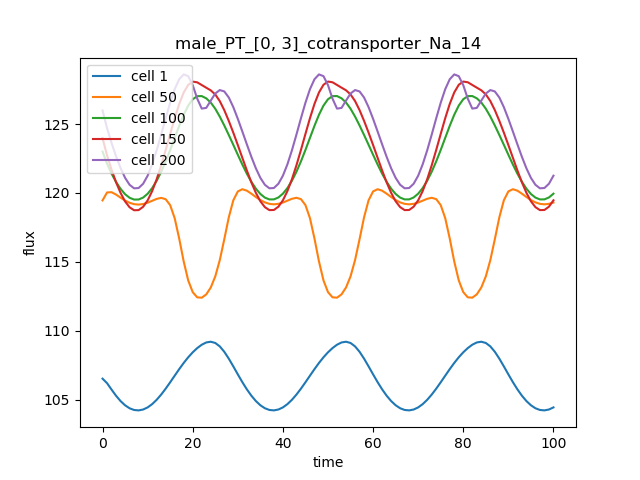 male_PT_[0, 3]_cotransporter_Na_14
cell 1
cell 50
cell 100
cell 150
cell 200
flux
125
120
115
110
105
0 20 40 60 80 100
time